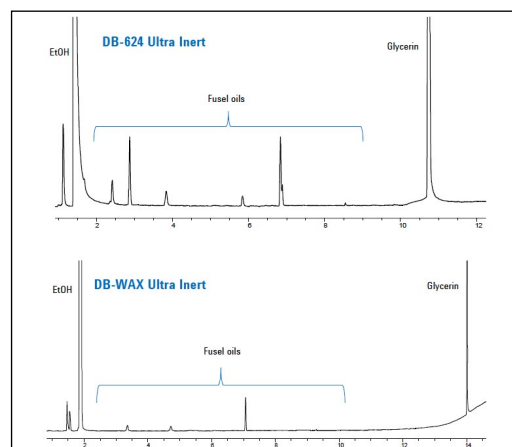 DB-624 Ultra Inert
EtOH
Glycerin
Fusel oils
2 4 6 8 10 12
DB-WAX Ultra Inert
EtOH
Glycerin
Fusel oils
2 4 6 8 10 12 14